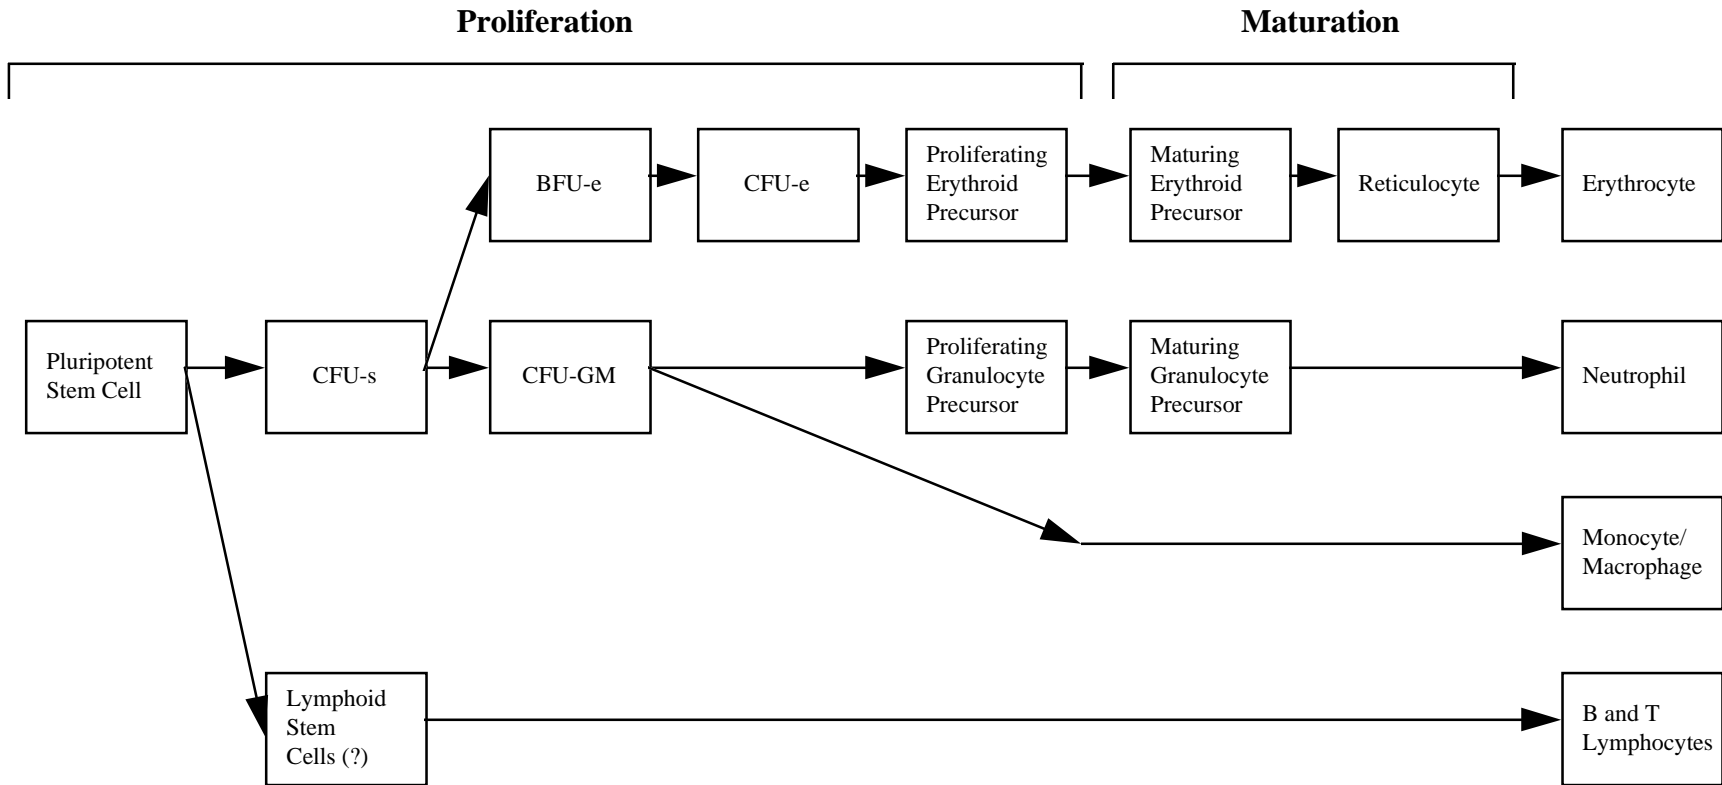 Proliferation
Maturation
BFU-e
CFU-e
Proliferating
Erythroid
Precursor
Maturing
Erythroid
Precursor
Reticulocyte
Erythrocyte
Pluripotent
Stem Cell
CFU-s
CFU-GM
Proliferating
Granulocyte
Precursor
Maturing
Granulocyte
Precursor
Neutrophil
Monocyte/
Macrophage
Lymphoid
Stem
Cells (?)
B and T
Lymphocytes